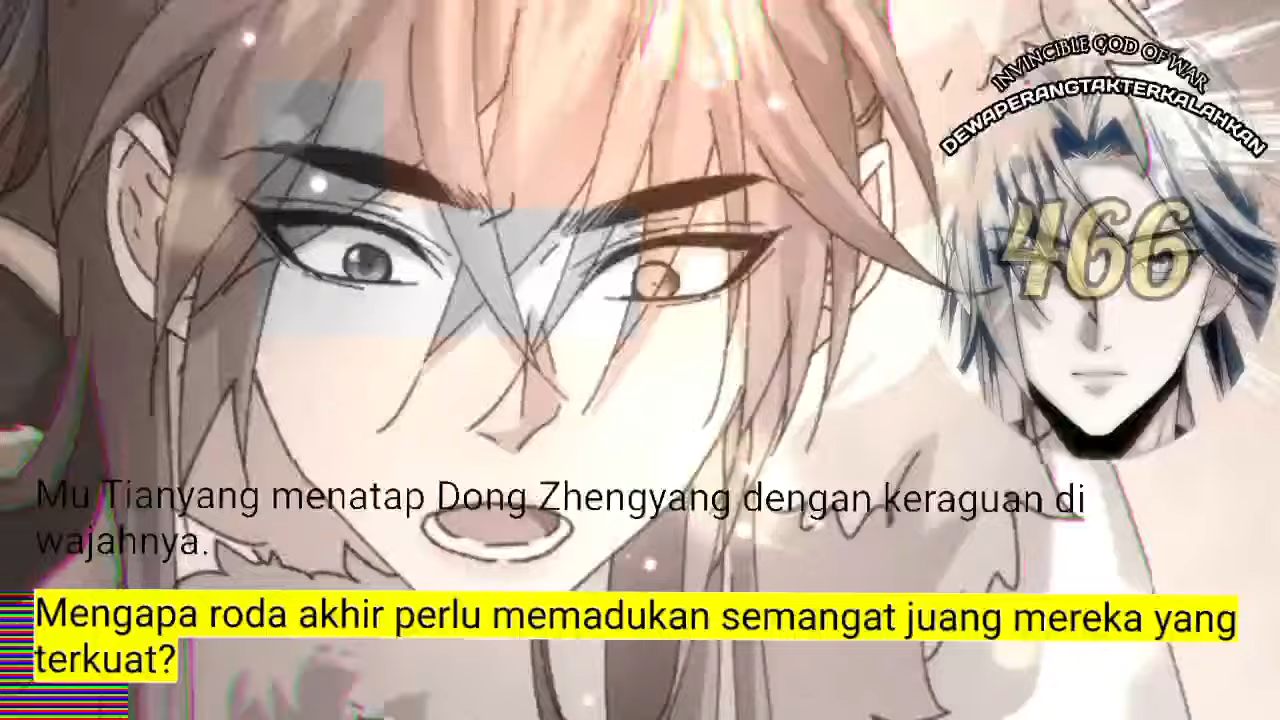 INVINCIBLE GOD OF WAR
DEWAPERANGTAKTERKALAHKAN
466
Mu Tianyang menatap Dong Zhengyang dengan keraguan di
wajahnya.
Mengapa roda akhir perlu memadukan semangat juang mereka yang
terkuat?